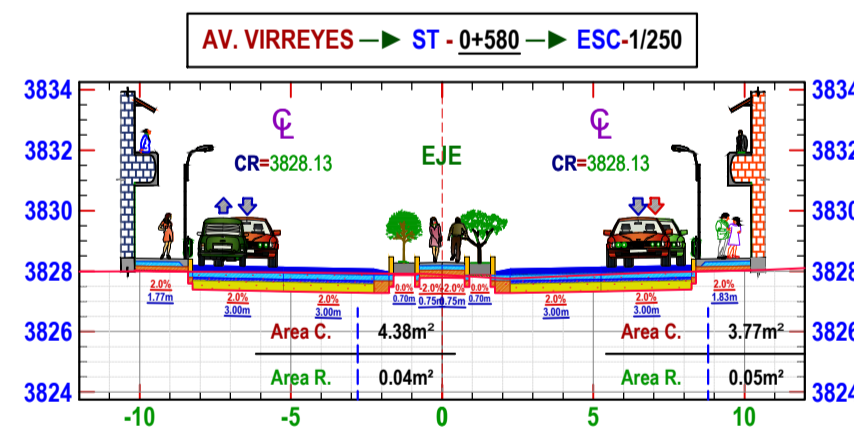 AV. VIRREYES ST - 0+580 ESC-1/250
3834 3834
3832 3832
3830 3830
3828 3828
3826 3826
3824 3824
CL CL
EJE
CR=3828.13 CR=3828.13
2.0% 2.0% 2.0% 0.0% -2.0% -2.0% 0.0% 2.0% 2.0% 2.0%
1.77m 3.00m 3.00m 0.70m 0.75m 0.75m 0.70m 3.00m 3.00m 1.83m
Area C. 4.38m² Area C. 3.77m²
Area R. 0.04m² Area R. 0.05m²
-10 -5 0 5 10